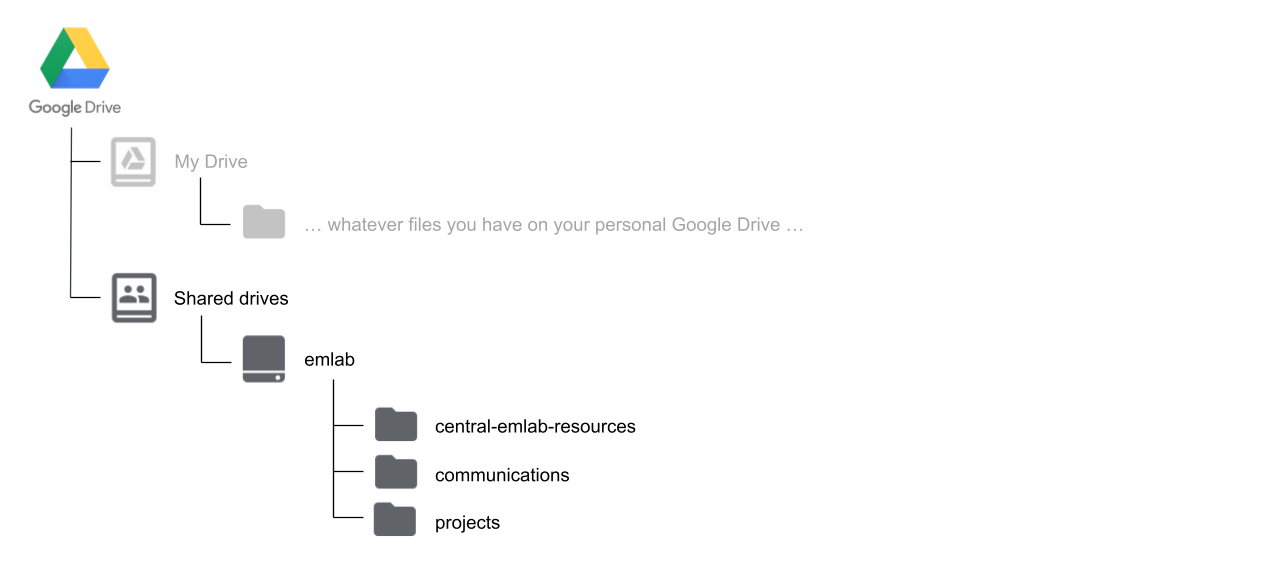 Google Drive
My Drive
… whatever files you have on your personal Google Drive …
Shared drives
emlab
central-emlab-resources
communications
projects